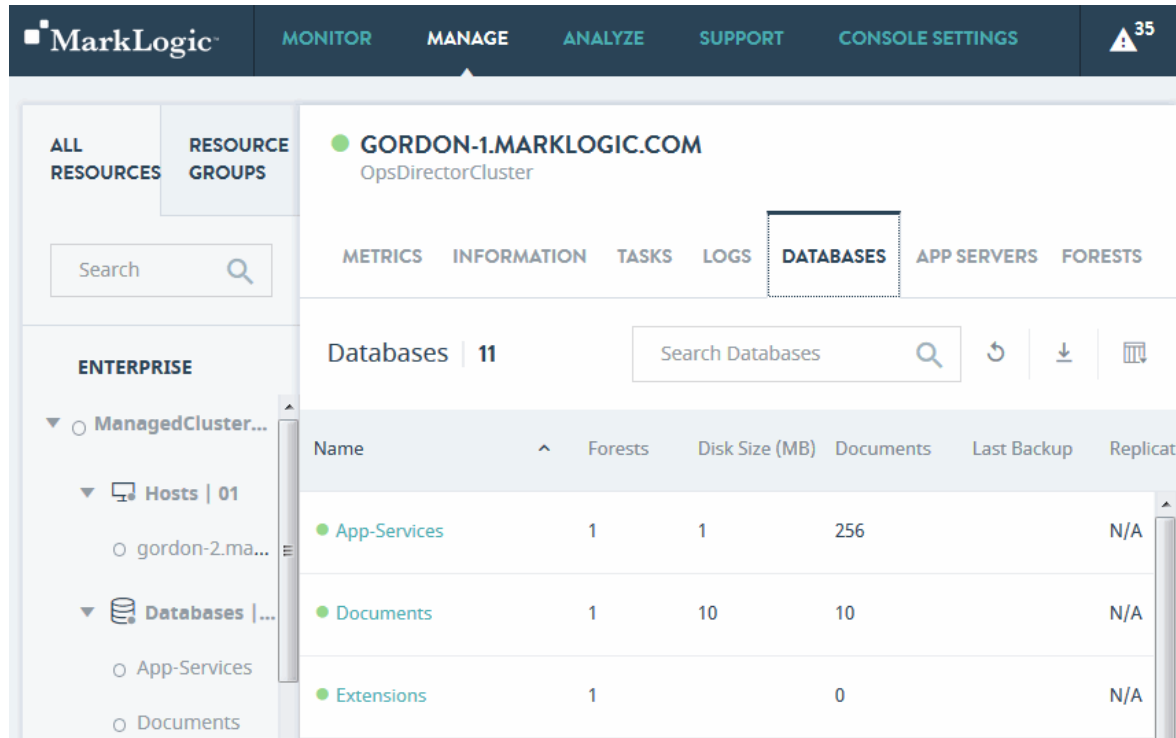 MarkLogic™ MONITOR MANAGE ANALYZE SUPPORT CONSOLE SETTINGS 35
ALL RESOURCES
RESOURCE GROUPS
Search
ENTERPRISE
ManagedCluster...
Hosts | 01
gordon-2.ma...
Databases |...
App-Services
Documents
GORDON-1.MARKLOGIC.COM
OpsDirectorCluster
METRICS INFORMATION TASKS LOGS DATABASES APP SERVERS FORESTS
Databases | 11 Search Databases
Name Forests Disk Size (MB) Documents Last Backup Replicat
App-Services 1 1 256 N/A
Documents 1 10 10 N/A
Extensions 1 0 N/A